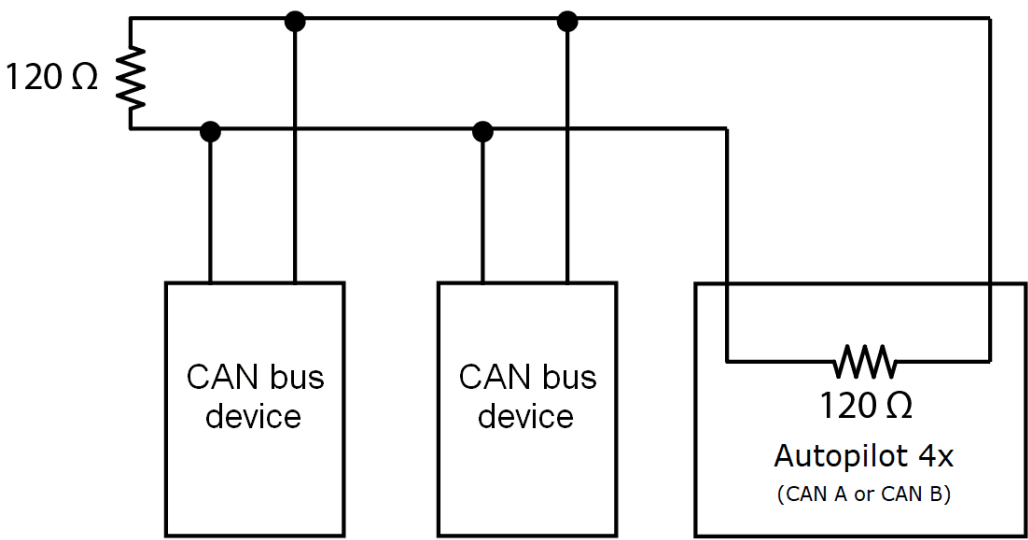 120 Ω
CAN bus
device
CAN bus
device
120 Ω
Autopilot 4x
(CAN A or CAN B)